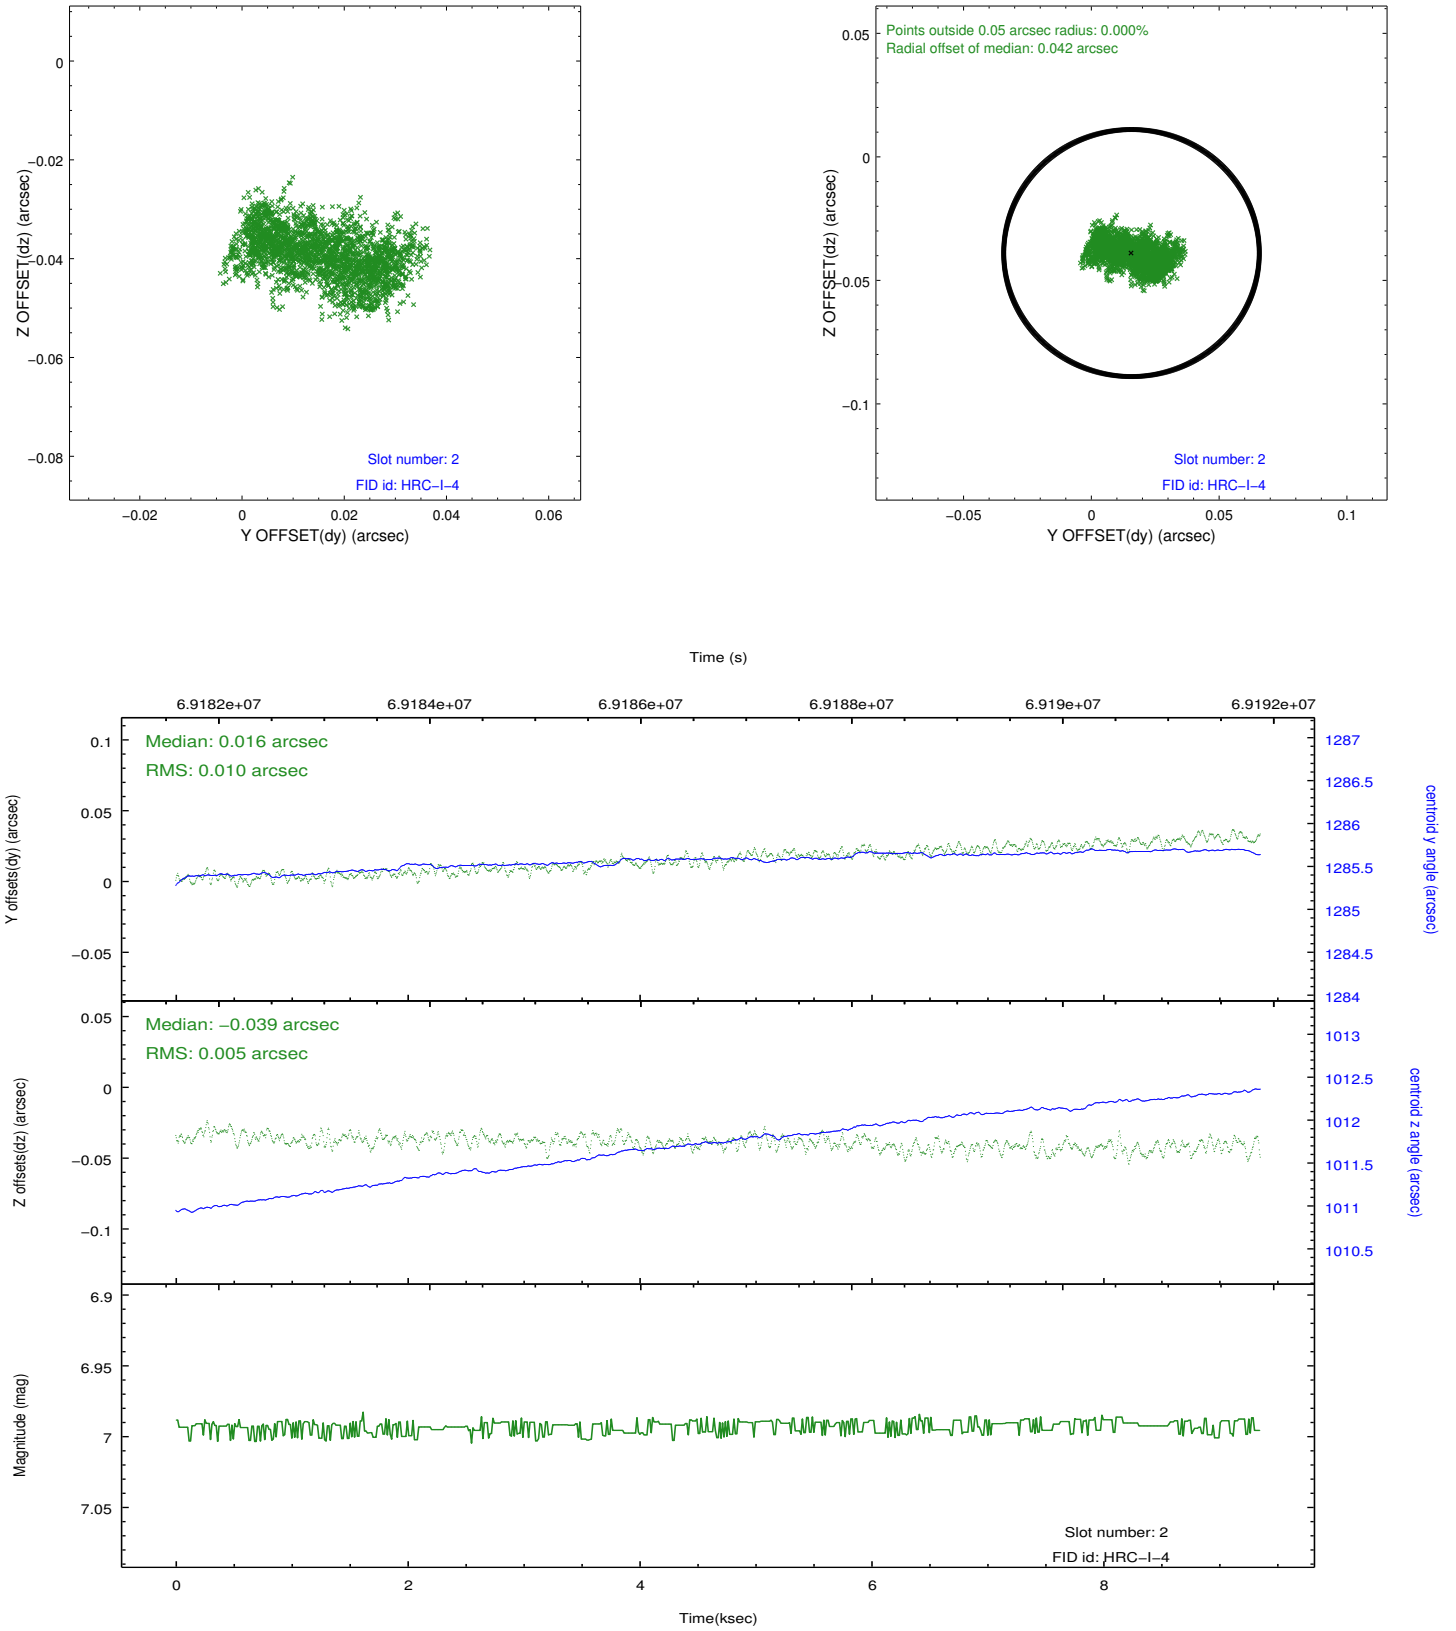 0
−0.02
−0.04
−0.06
−0.08
Z OFFSET(dz) (arcsec)
Slot number: 2
FID id: HRC−I−4
−0.02 0 0.02 0.04 0.06
Y OFFSET(dy) (arcsec)
Points outside 0.05 arcsec radius: 0.000%
Radial offset of median: 0.042 arcsec
0.05
0
−0.05
−0.1
Z OFFSET(dz) (arcsec)
Slot number: 2
FID id: HRC−I−4
−0.05 0 0.05 0.1
Y OFFSET(dy) (arcsec)
Time (s)
6.9182e+07 6.9184e+07 6.9186e+07 6.9188e+07 6.919e+07 6.9192e+07
Median: 0.016 arcsec
RMS: 0.010 arcsec
0.1
0.05
0
−0.05
Y offsets(dy) (arcsec)
1287
1286.5
1286
1285.5
1285
1284.5
1284
centroid y angle (arcsec)
Median: −0.039 arcsec
RMS: 0.005 arcsec
0.05
0
−0.05
−0.1
Z offsets(dz) (arcsec)
1013
1012.5
1012
1011.5
1011
1010.5
centroid z angle (arcsec)
6.9
6.95
7
7.05
Magnitude (mag)
Slot number: 2
FID id: HRC−I−4
0 2 4 6 8
Time(ksec)